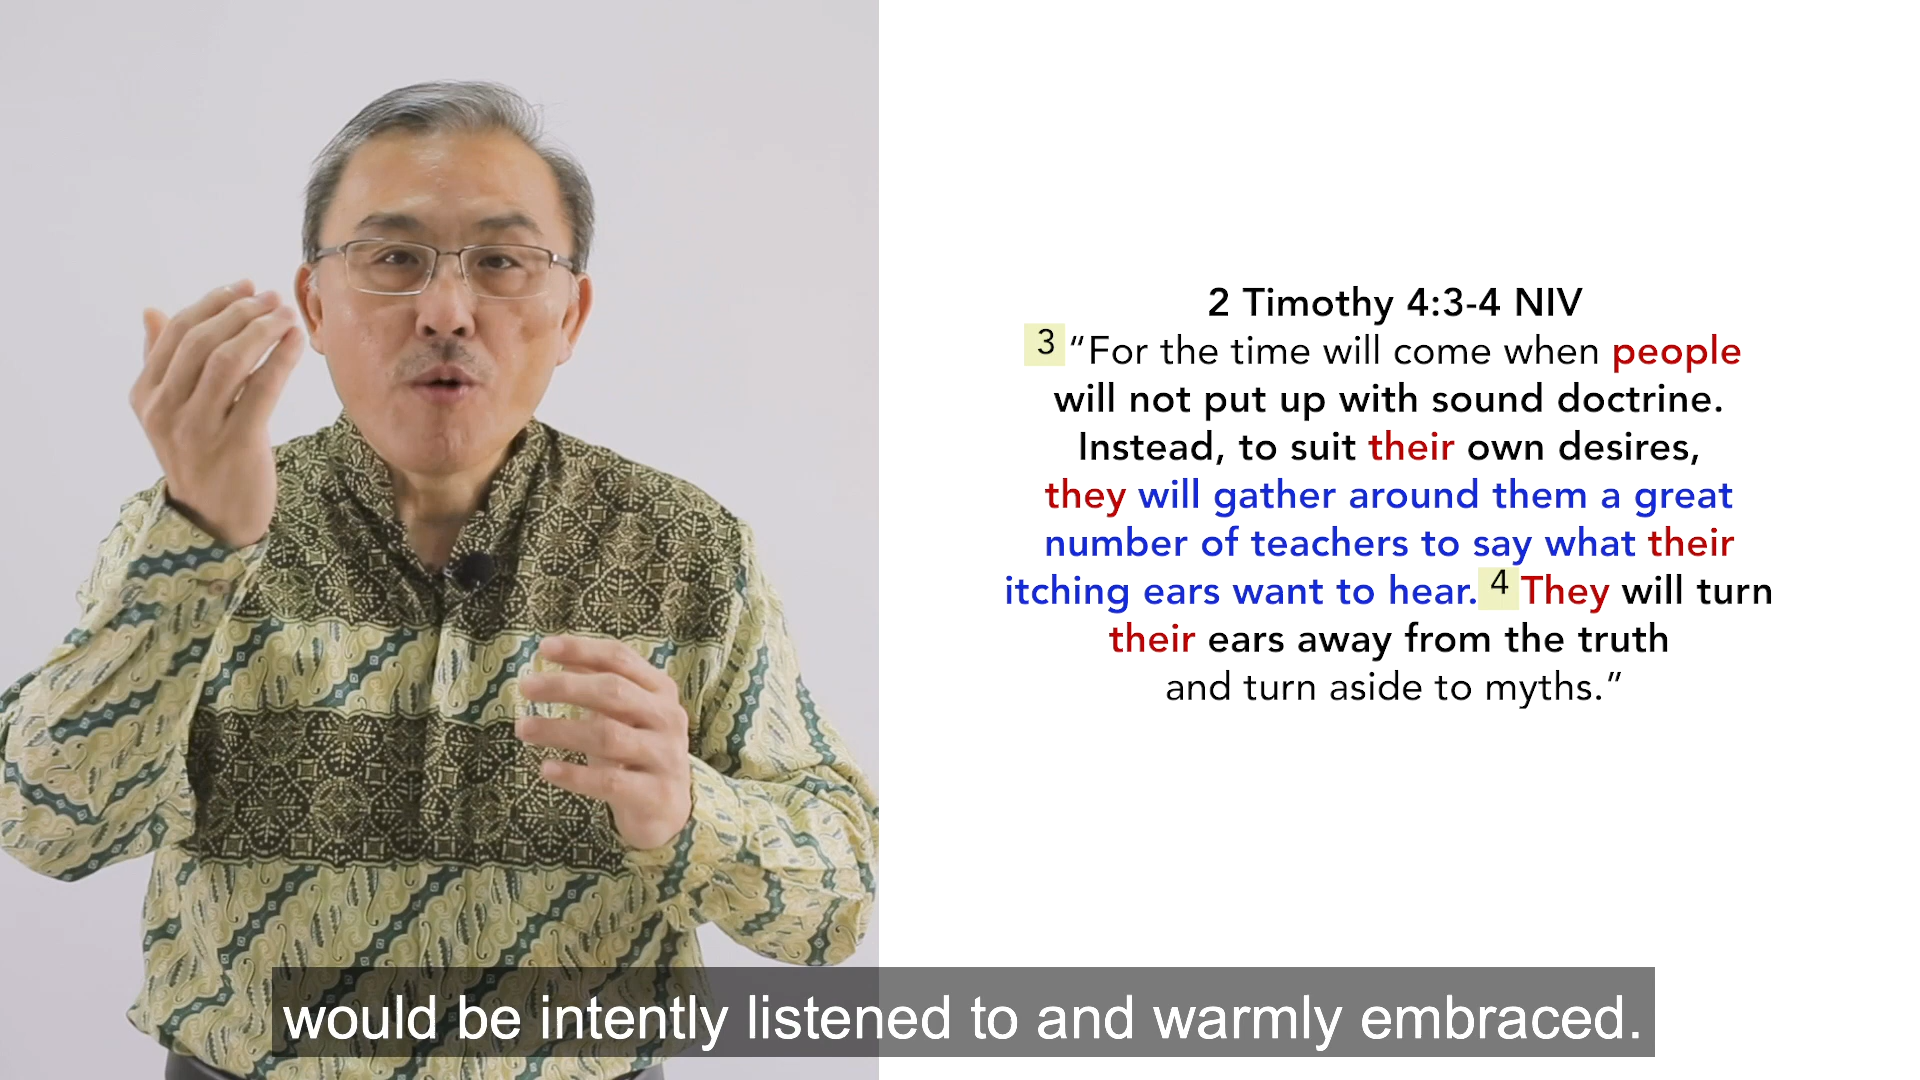 2 Timothy 4:3-4 NIV
3 “For the time will come when people
will not put up with sound doctrine.
Instead, to suit their own desires,
they will gather around them a great
number of teachers to say what their
itching ears want to hear. 4 They will turn
their ears away from the truth
and turn aside to myths.”
would be intently listened to and warmly embraced.